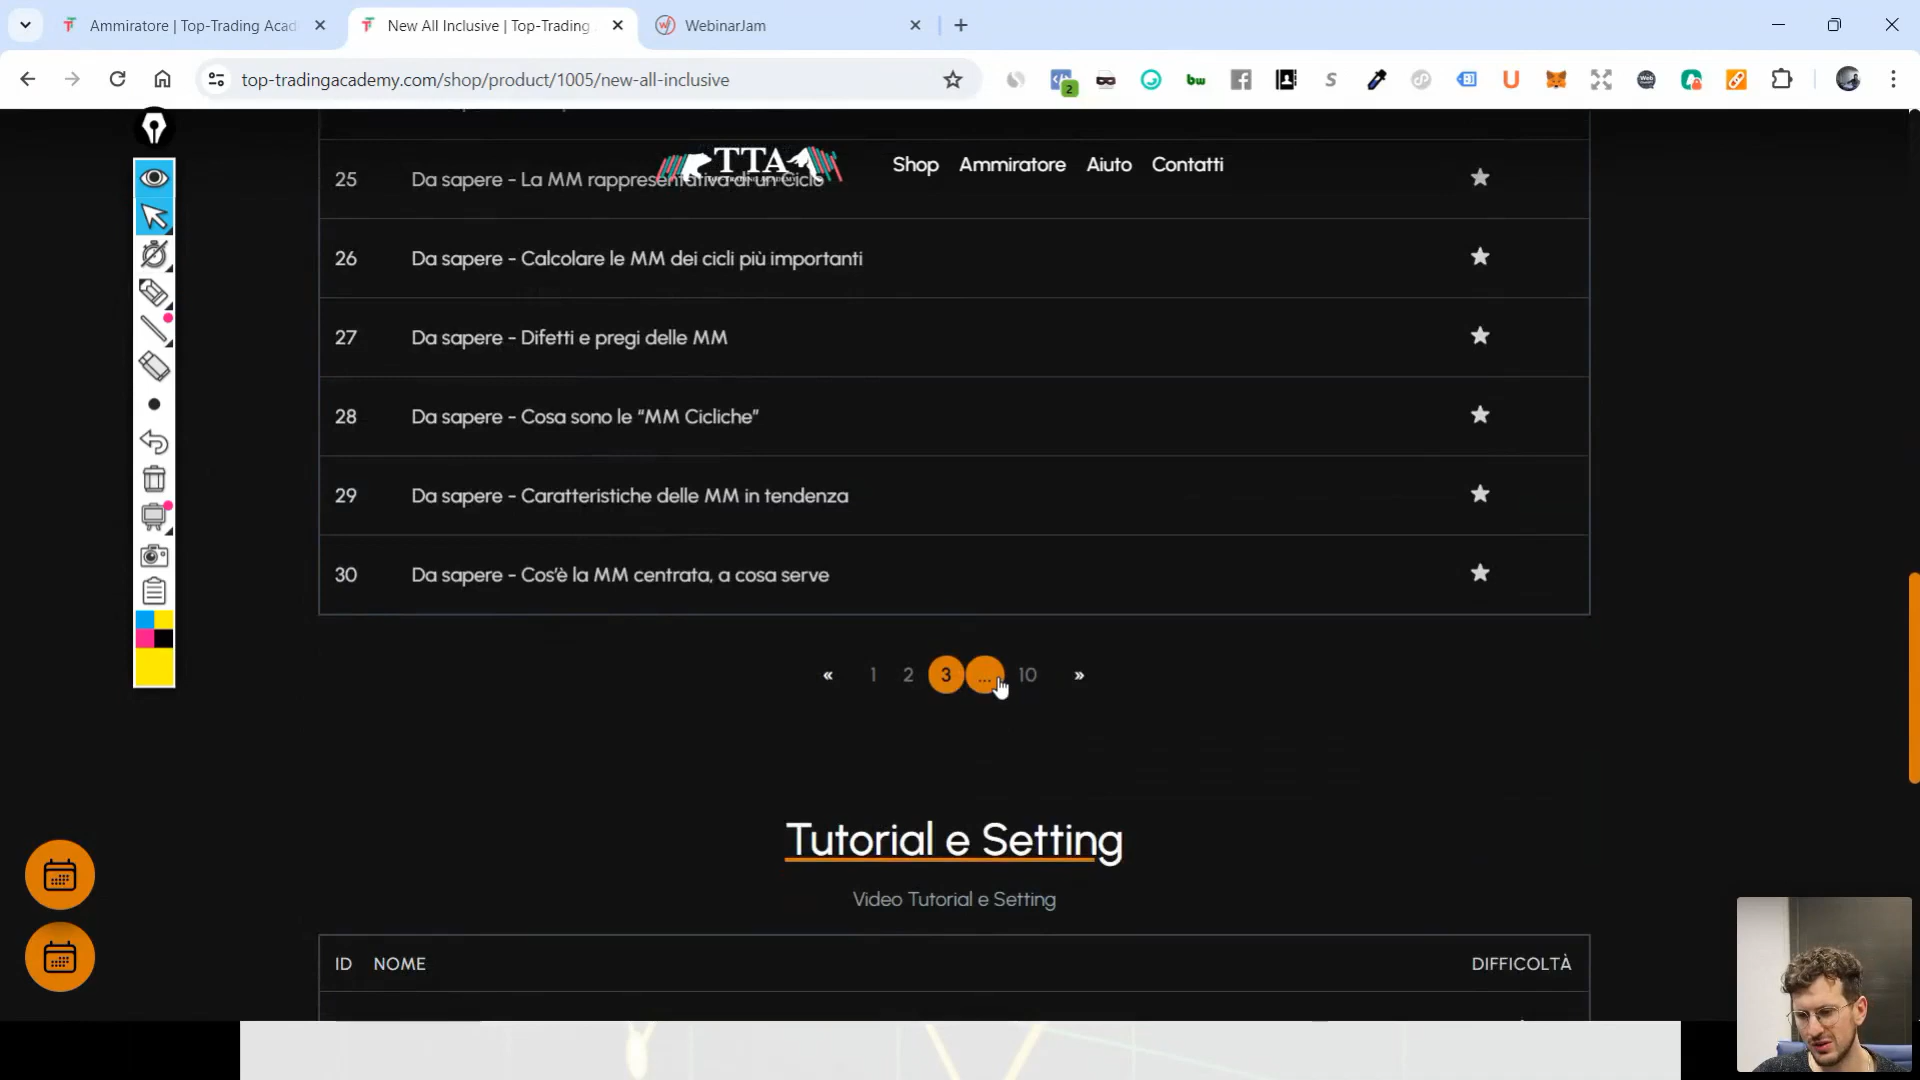 Ammiratore | Top-Trading Acad
New All Inclusive | Top-Trading
WebinarJam
top-tradingacademy.com/shop/product/1005/new-all-inclusive
2
TTA
Shop
Ammiratore
Aiuto
Contatti
25 Da sapere - La MM rappresentativa di un Ciclo
26 Da sapere - Calcolare le MM dei cicli più importanti
27 Da sapere - Difetti e pregi delle MM
28 Da sapere - Cosa sono le “MM Cicliche”
29 Da sapere - Caratteristiche delle MM in tendenza
30 Da sapere - Cos'è la MM centrata, a cosa serve
« 1 2 3 ... 10 »
Tutorial e Setting
Video Tutorial e Setting
ID NOME DIFFICOLTÀ